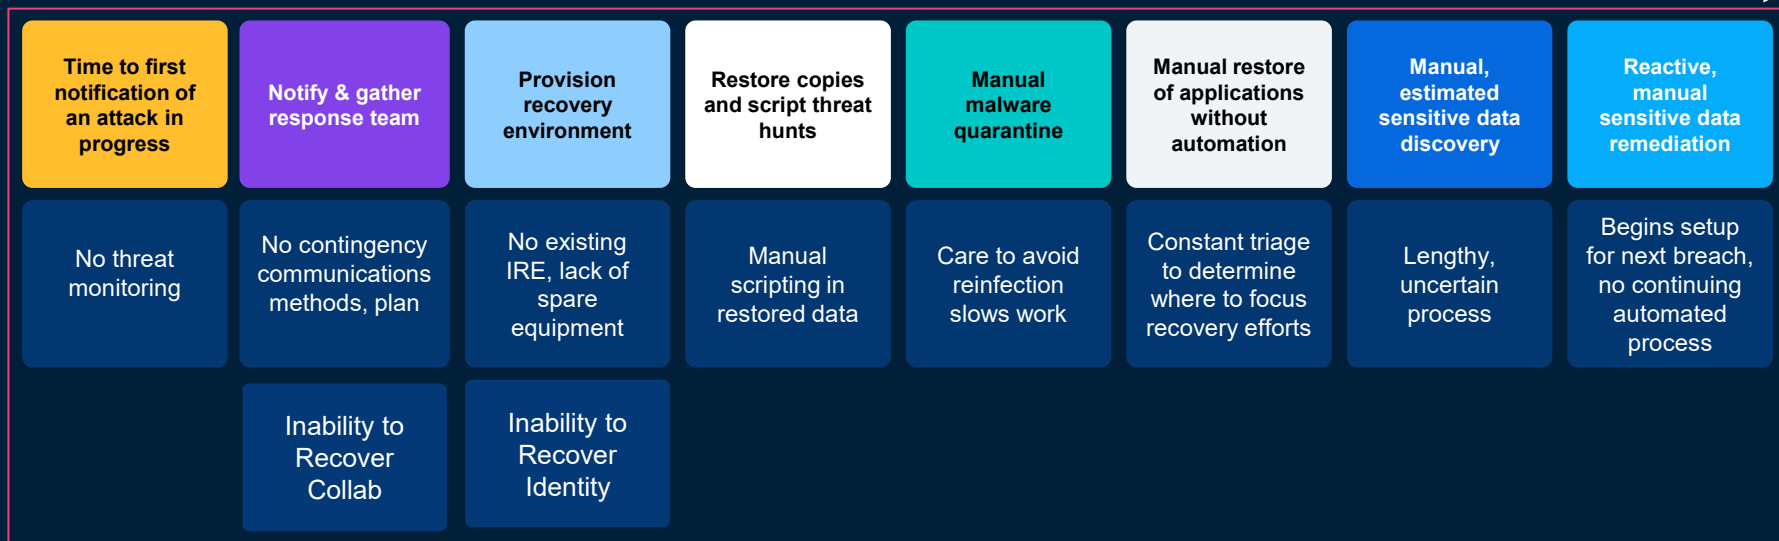 Time to first
notification of
an attack in
progress
Notify & gather
response team
Provision
recovery
environment
Restore copies
and script threat
hunts
Manual
malware
quarantine
Manual restore
of applications
without
automation
Manual,
estimated
sensitive data
discovery
Reactive,
manual
sensitive data
remediation
No threat
monitoring
No contingency
communications
methods, plan
No existing
IRE, lack of
spare
equipment
Manual
scripting in
restored data
Care to avoid
reinfection
slows work
Constant triage
to determine
where to focus
recovery efforts
Lengthy,
uncertain
process
Begins setup
for next breach,
no continuing
automated
process
Inability to
Recover
Collab
Inability to
Recover
Identity